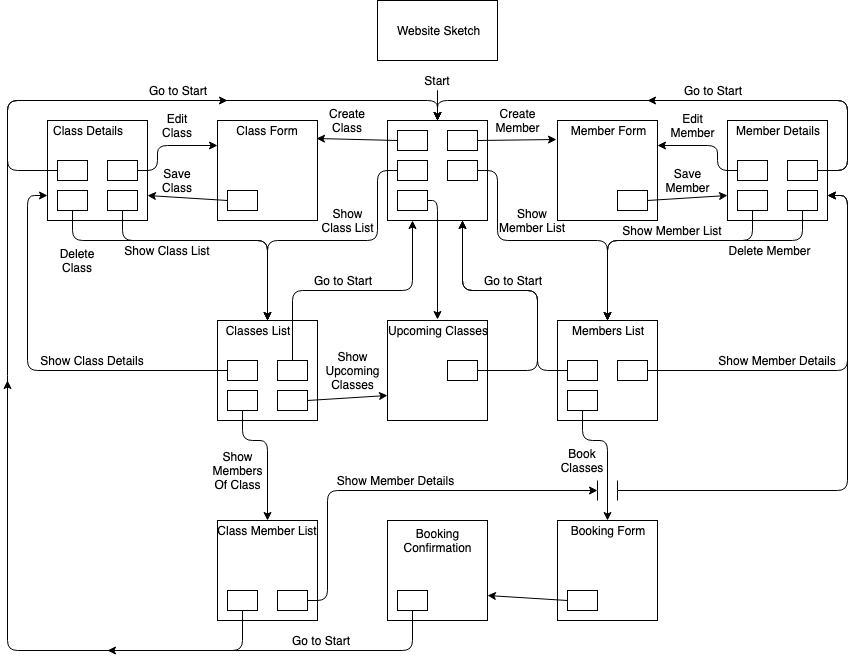 Website Sketch
Start
Go to Start
Go to Start
Class Details
Edit
Class
Class Form
Create
Class
Create
Member
Member Form
Edit
Member
Member Details
Save
Class
Save
Member
Show
Class List
Show
Member List
Show Member List
Delete
Class
Show Class List
Delete Member
Go to Start
Go to Start
Classes List
Upcoming Classes
Members List
Show Class Details
Show
Upcoming
Classes
Show Member Details
Show
Members
Of Class
Book
Classes
Show Member Details
Class Member List
Booking
Confirmation
Booking Form
Go to Start